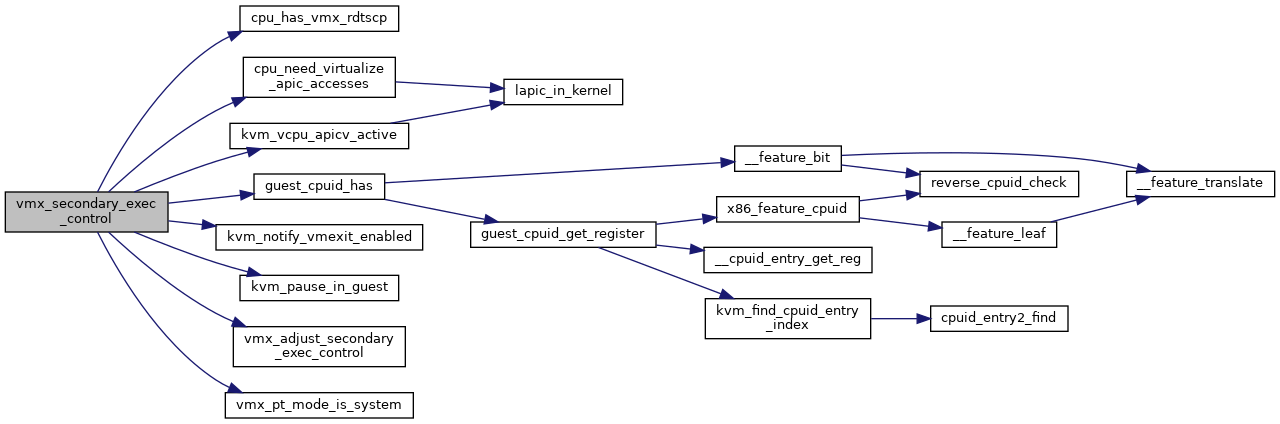 vmx_secondary_exec
_control
cpu_has_vmx_rdtscp
cpu_need_virtualize
_apic_accesses
lapic_in_kernel
kvm_vcpu_apicv_active
guest_cpuid_has
__feature_bit
__feature_translate
reverse_cpuid_check
x86_feature_cpuid
guest_cpuid_get_register
__feature_leaf
kvm_notify_vmexit_enabled
__cpuid_entry_get_reg
kvm_pause_in_guest
kvm_find_cpuid_entry
_index
cpuid_entry2_find
vmx_adjust_secondary
_exec_control
vmx_pt_mode_is_system